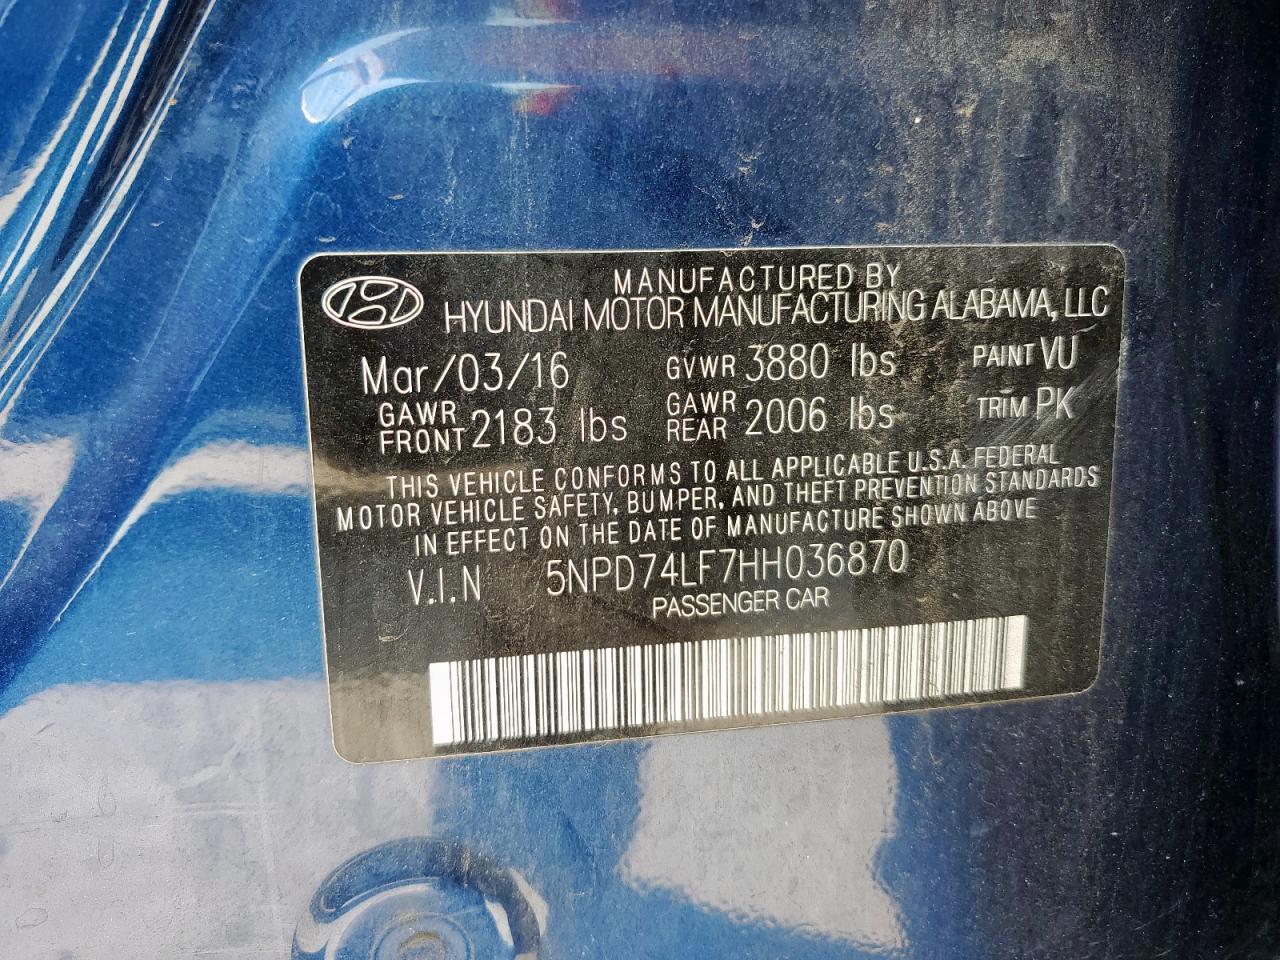 MANUFACTURED BY
HYUNDAI MOTOR MANUFACTURING ALABAMA, LLC
Mar/03/16 GVWR 3880 lbs PAINT VU
GAWR FRONT 2183 lbs GAWR REAR 2006 lbs TRIM PK
THIS VEHICLE CONFORMS TO ALL APPLICABLE U.S.A. FEDERAL
MOTOR VEHICLE SAFETY, BUMPER, AND THEFT PREVENTION STANDARDS
IN EFFECT ON THE DATE OF MANUFACTURE SHOWN ABOVE
V.I.N 5NPD74LF7HH036870
PASSENGER CAR